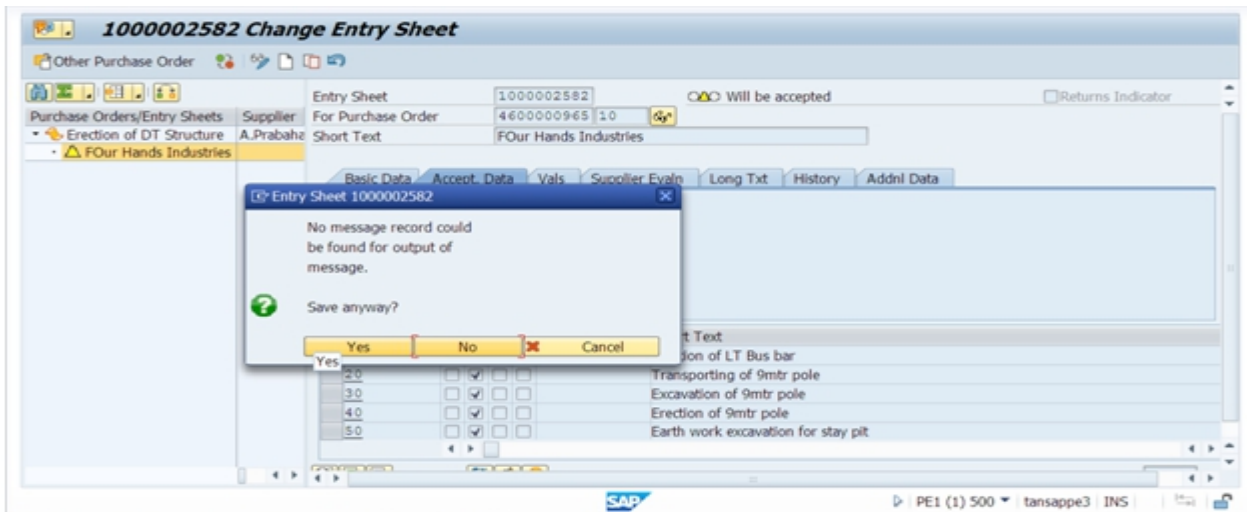 1000002582 Change Entry Sheet
Other Purchase Order
Entry Sheet 1000002582 Will be accepted Returns Indicator
Purchase Orders/Entry Sheets Supplier For Purchase Order 4600000965 10
Erection of DT Structure A.Prabaha Short Text FOur Hands Industries
FOur Hands Industries
Basic Data Accept. Data Vals Supplier Evaln Long Txt History Addnl Data
Entry Sheet 1000002582
No message record could
be found for output of
message.
Save anyway?
Yes No Cancel
Yes
t Text
of LT Bus bar
20 Transporting of 9mtr pole
30 Excavation of 9mtr pole
40 Erection of 9mtr pole
50 Earth work excavation for stay pit
SAP PE1 (1) 500 tansappe3 INS